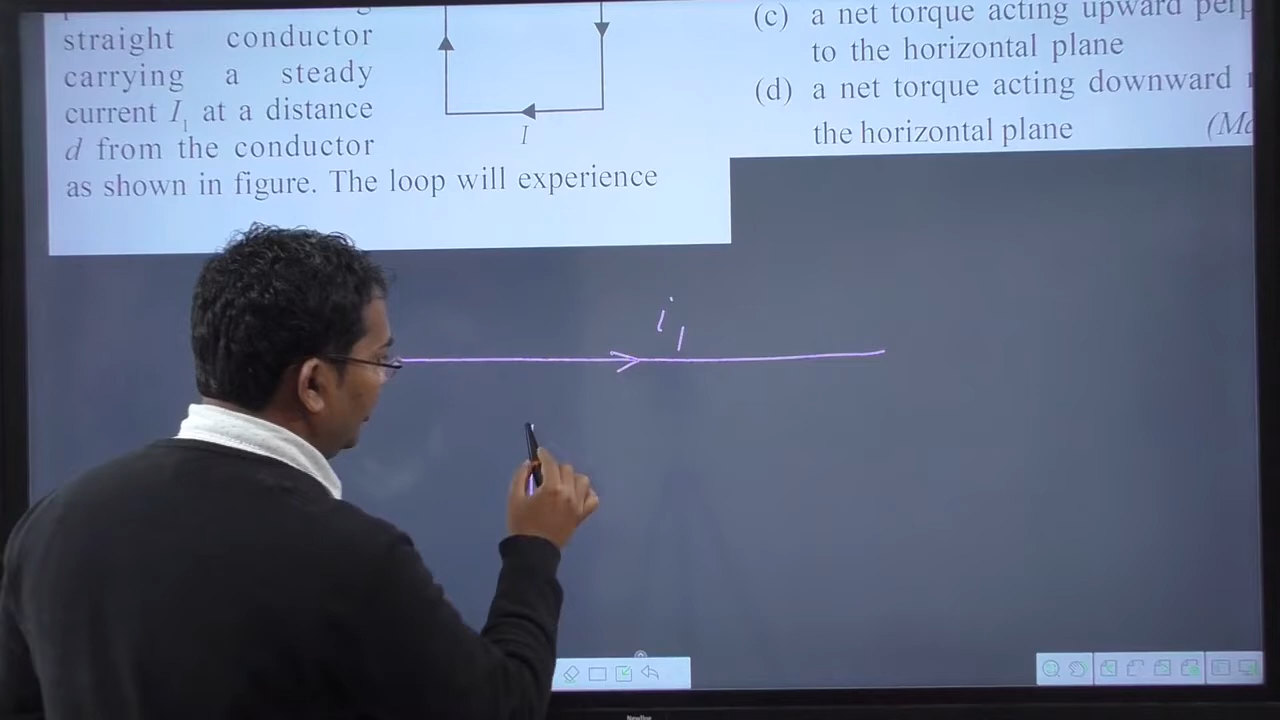 straight conductor
carrying a steady
current I₁ at a distance
d from the conductor
as shown in figure. The loop will experience
I
(c) a net torque acting upward
to the horizontal plane
(d) a net torque acting downward
the horizontal plane
i₁
Newline